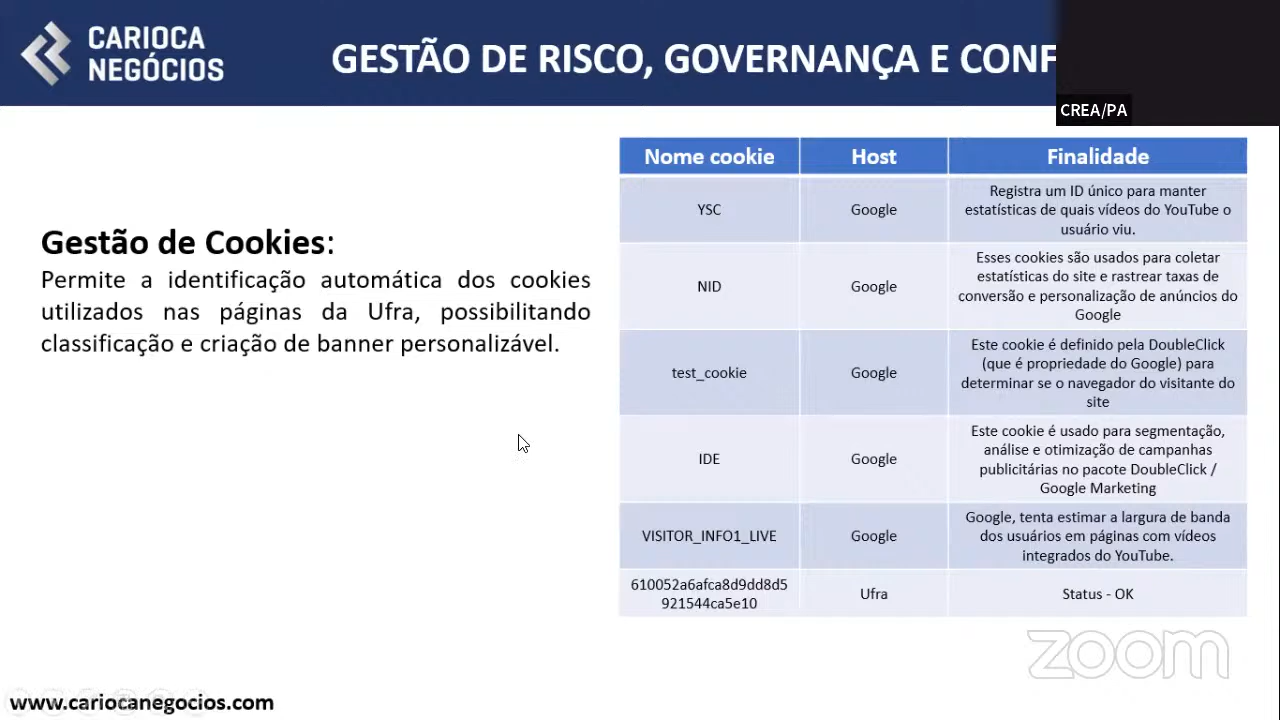 CARIOCA
NEGÓCIOS
GESTÃO DE RISCO, GOVERNANÇA E CONF
CREA/PA
Gestão de Cookies:
Permite a identificação automática dos cookies
utilizados nas páginas da Ufra, possibilitando
classificação e criação de banner personalizável.
Nome cookie Host Finalidade
YSC Google Registra um ID único para manter
estatísticas de quais vídeos do YouTube o
usuário viu.
NID Google Esses cookies são usados para coletar
estatísticas do site e rastrear taxas de
conversão e personalização de anúncios do
Google
test_cookie Google Este cookie é definido pela DoubleClick
(que é propriedade do Google) para
determinar se o navegador do visitante do
site
IDE Google Este cookie é usado para segmentação,
análise e otimização de campanhas
publicitárias no pacote DoubleClick /
Google Marketing
VISITOR_INFO1_LIVE Google Google, tenta estimar a largura de banda
dos usuários em páginas com vídeos
integrados do YouTube.
610052a6afca8d9dd8d5
921544ca5e10 Ufra Status - OK
zoom
www.cariocanegocios.com